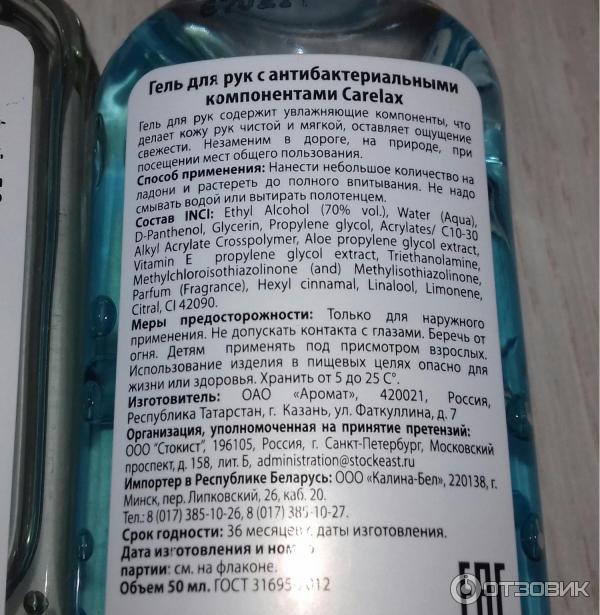 Гель для рук с антибактериальными
компонентами Carelax
Гель для рук содержит увлажняющие компоненты, что
делает кожу рук чистой и мягкой, оставляет ощущение
свежести. Незаменим в дороге, на природе, при
посещении мест общего пользования.
Способ применения: Нанести небольшое количество на
ладони и растереть до полного впитывания. Не надо
смывать водой или вытирать полотенцем.
Состав INCI: Ethyl Alcohol (70% vol.), Water (Aqua),
D-Panthenol, Glycerin, Propylene glycol, Acrylates/ C10-30
Alkyl Acrylate Crosspolymer, Aloe propylene glycol extract,
Vitamin E propylene glycol extract, Triethanolamine,
Methylchloroisothiazolinone (and) Methylisothiazolinone,
Parfum (Fragrance), Hexyl cinnamal, Linalool, Limonene,
Citral, CI 42090.
Меры предосторожности: Только для наружного
применения. Не допускать контакта с глазами. Беречь от
огня. Детям применять под присмотром взрослых.
Использование изделия в пищевых целях опасно для
жизни или здоровья. Хранить от 5 до 25 С°.
Изготовитель: ОАО «Аромат», 420021, Россия,
Республика Татарстан, г. Казань, ул. Фаткуллина, д. 7
Организация, уполномоченная на принятие претензий:
ООО "Стокист", 196105, Россия, г. Санкт-Петербург, Московский
проспект, д. 158, лит. Б, administration@stockeast.ru
Импортер в Республике Беларусь: ООО «Калина-Бел», 220138, г.
Минск, пер. Липковский, 26, каб. 20.
Тел.: 8 (017) 385-10-26, 8 (017) 385-10-27.
Срок годности: 36 месяцев с даты изготовления.
Дата изготовления и номер
партии: см. на флаконе.
Объем 50 мл. ГОСТ 31695-2012
ЕАС
ОТЗОВИК